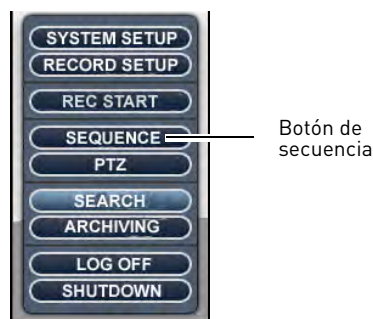 SYSTEM SETUP
RECORD SETUP
REC START
SEQUENCE
PTZ
SEARCH
ARCHIVING
LOG OFF
SHUTDOWN
Botón de
secuencia